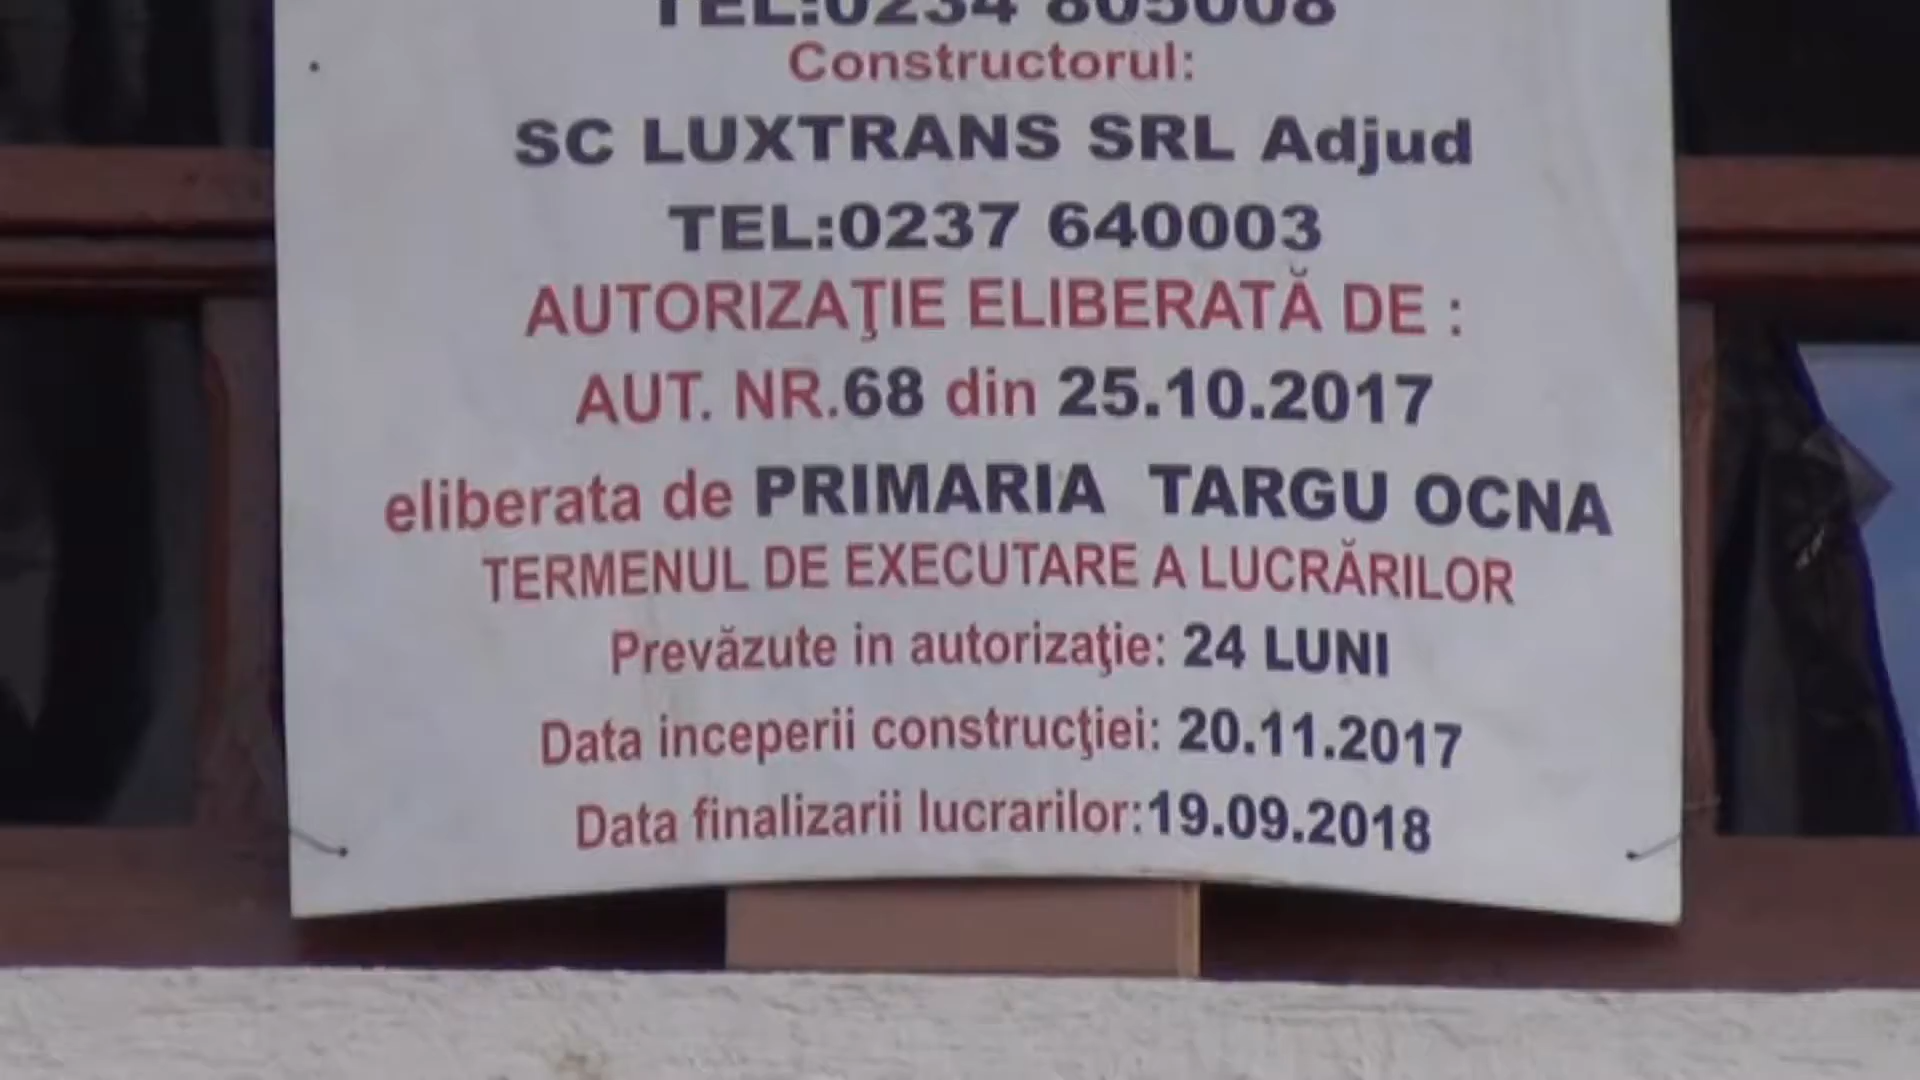 TEL:0234 805008
Constructorul:
SC LUXTRANS SRL Adjud
TEL:0237 640003
AUTORIZAŢIE ELIBERATĂ DE :
AUT. NR.68 din 25.10.2017
eliberata de PRIMARIA TARGU OCNA
TERMENUL DE EXECUTARE A LUCRĂRILOR
Prevăzute in autorizaţie: 24 LUNI
Data inceperii construcţiei: 20.11.2017
Data finalizarii lucrarilor:19.09.2018